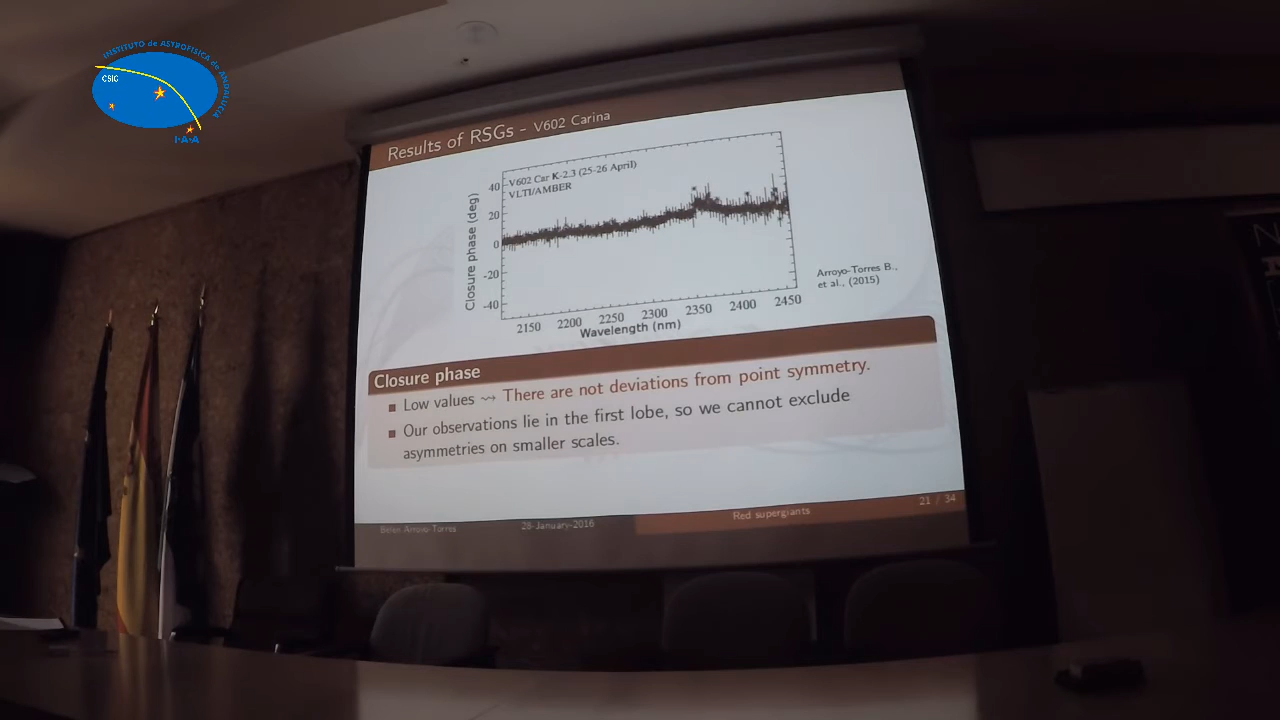 INSTITUTO de ASTROFISICA de ANDALUCIA
CSIC
I·A·A
Results of RSGs - V602 Carina
V602 Car K-2.3 (25-26 April)
VLTI/AMBER
Closure phase (deg)
40
20
0
-20
-40
2150 2200 2250 2300 2350 2400 2450
Wavelength (nm)
Arroyo-Torres B.,
et al., (2015)
Closure phase
Low values ⇝ There are not deviations from point symmetry.
Our observations lie in the first lobe, so we cannot exclude
asymmetries on smaller scales.
Belén Arroyo-Torres 28-January-2016 Red supergiants 21 / 34